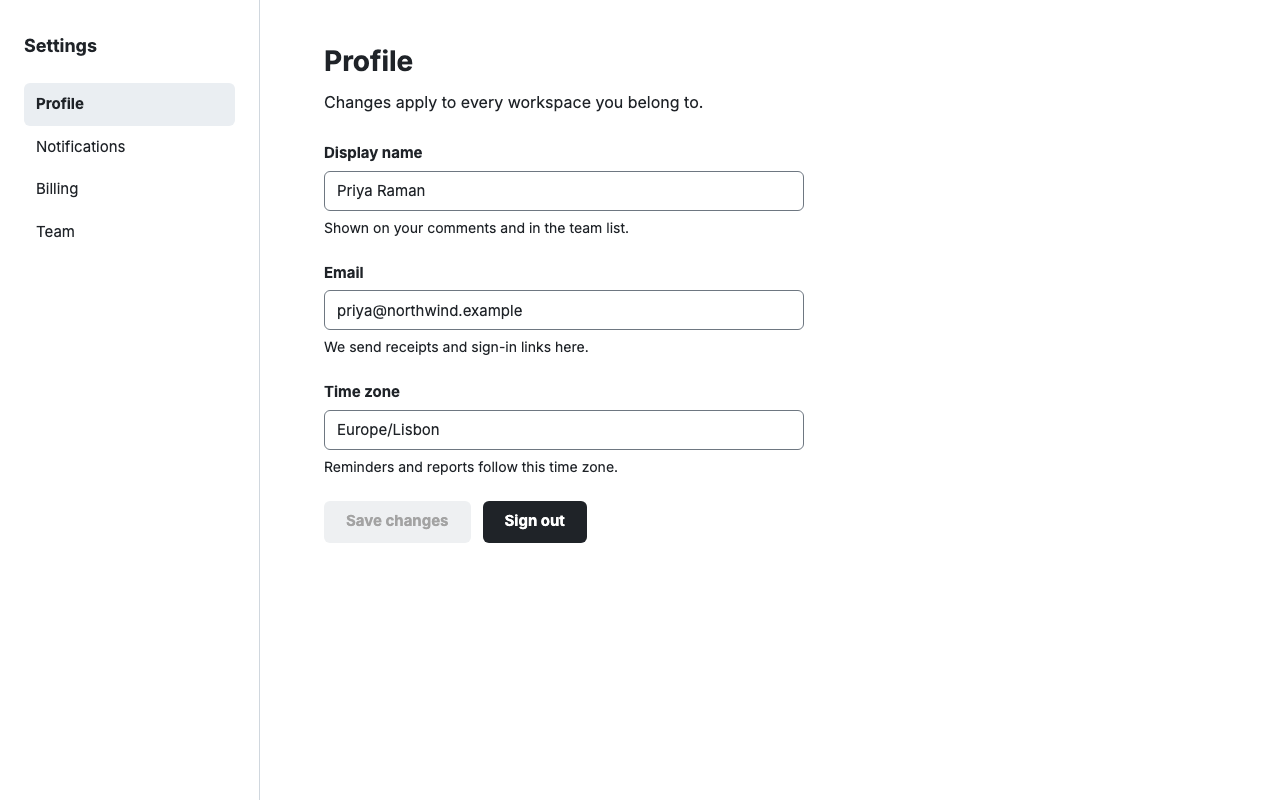 Settings
Profile
Notifications
Billing
Team
Profile
Changes apply to every workspace you belong to.
Display name
Priya Raman
Shown on your comments and in the team list.
Email
priya@northwind.example
We send receipts and sign-in links here.
Time zone
Europe/Lisbon
Reminders and reports follow this time zone.
Save changes
Sign out